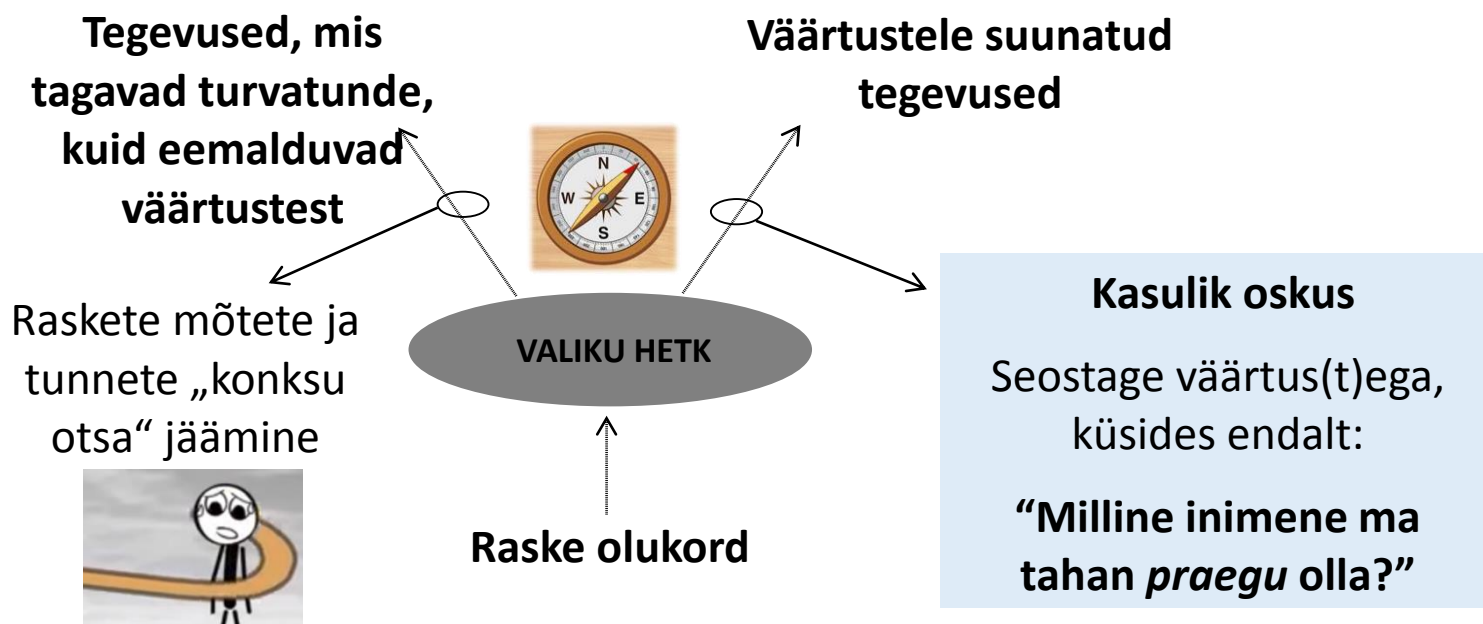 Tegevused, mis
tagavad turvatunde,
kuid eemalduvad
väärtustest
Väärtustele suunatud
tegevused
N
W
E
S
Raskete mõtete ja
tunnete „konksu
otsa“ jäämine
VALIKU HETK
Raske olukord
Kasulik oskus
Seostage väärtus(t)ega,
küsides endalt:
“Milline inimene ma
tahan praegu olla?”